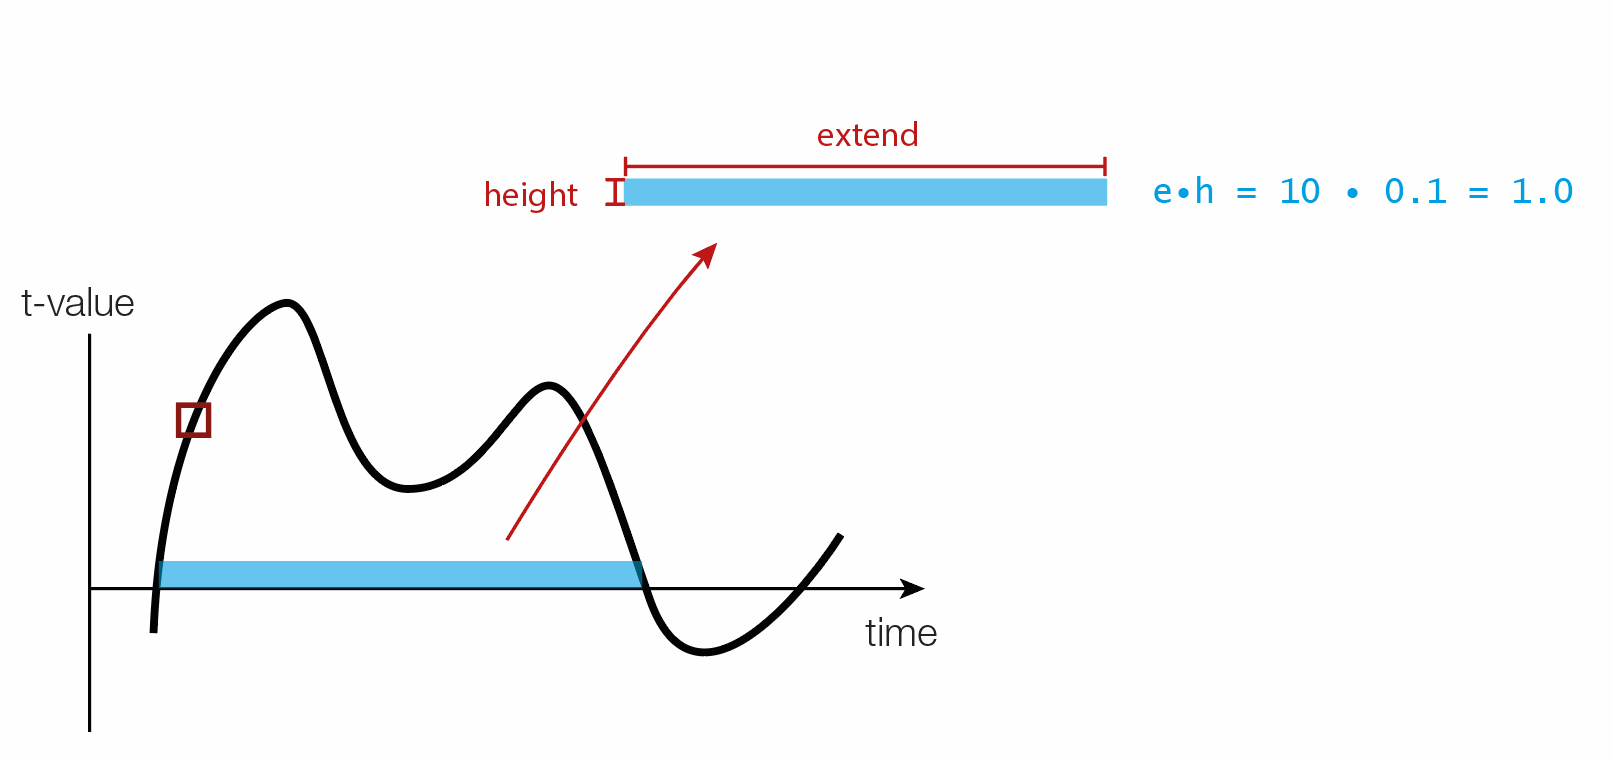 extend
height
e•h = 10 • 0.1 = 1.0
t-value
time